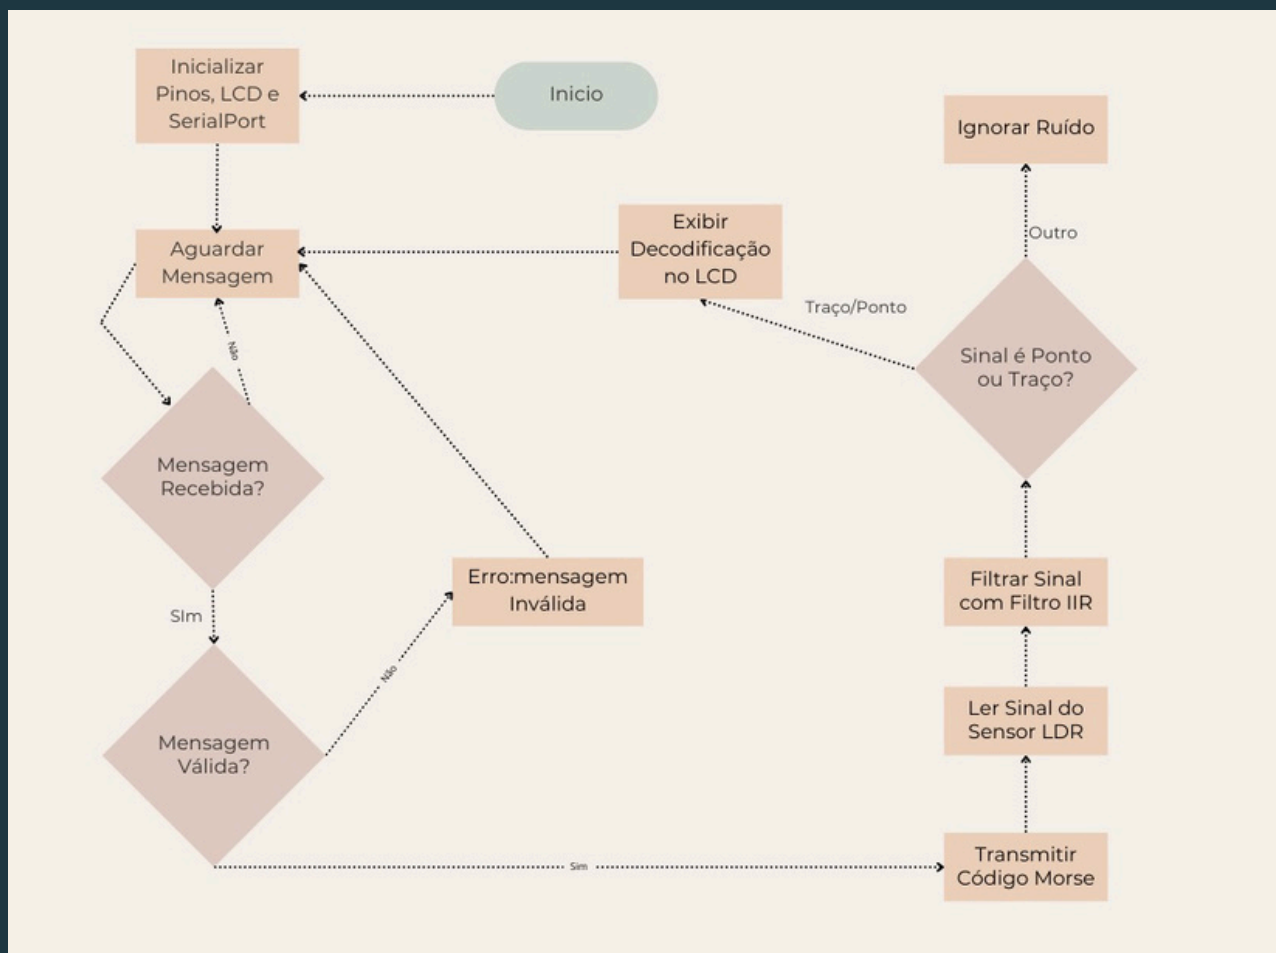 Inicio
Inicializar
Pinos, LCD e
SerialPort
Aguardar
Mensagem
Não
Mensagem
Recebida?
SIm
Mensagem
Válida?
Não
Erro:mensagem
Inválida
Sim
Transmitir
Código Morse
Ler Sinal do
Sensor LDR
Filtrar Sinal
com Filtro IIR
Sinal é Ponto
ou Traço?
Outro
Ignorar Ruído
Traço/Ponto
Exibir
Decodificação
no LCD